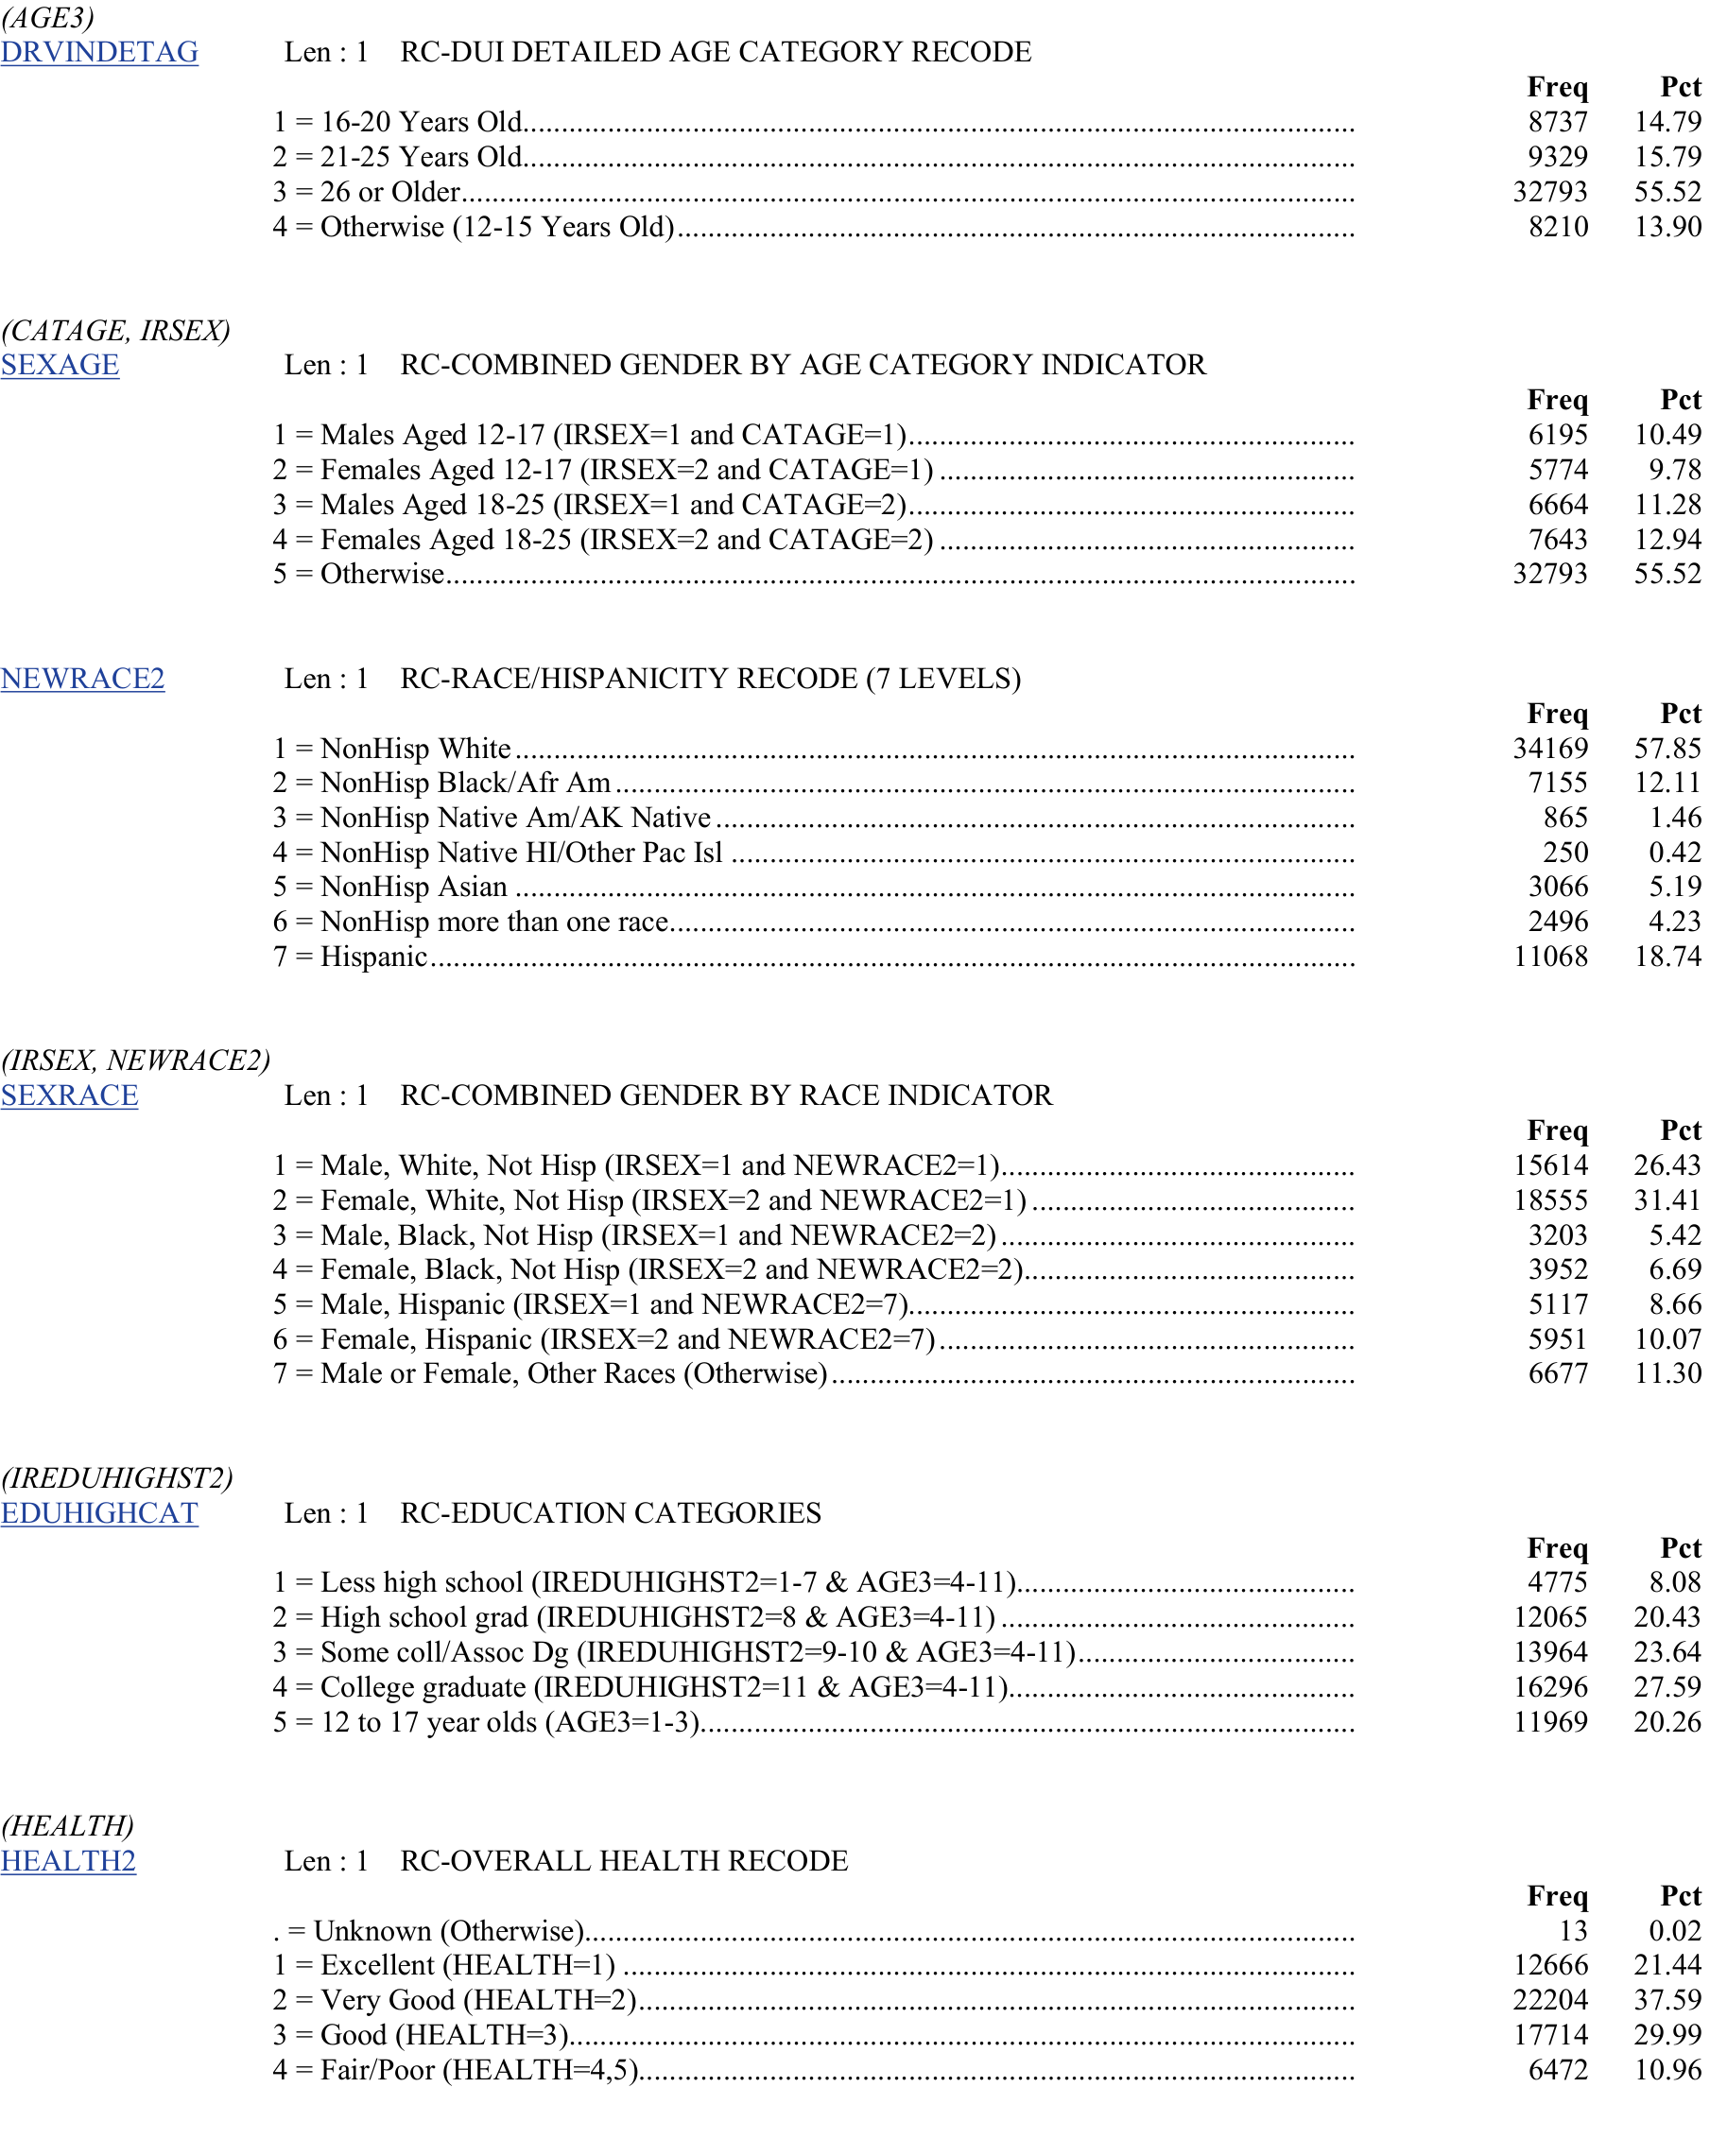 (AGE3)
DRVINDETAG Len : 1 RC-DUI DETAILED AGE CATEGORY RECODE
Freq Pct
1 = 16-20 Years Old 8737 14.79
2 = 21-25 Years Old 9329 15.79
3 = 26 or Older 32793 55.52
4 = Otherwise (12-15 Years Old) 8210 13.90
(CATAGE, IRSEX)
SEXAGE Len : 1 RC-COMBINED GENDER BY AGE CATEGORY INDICATOR
Freq Pct
1 = Males Aged 12-17 (IRSEX=1 and CATAGE=1) 6195 10.49
2 = Females Aged 12-17 (IRSEX=2 and CATAGE=1) 5774 9.78
3 = Males Aged 18-25 (IRSEX=1 and CATAGE=2) 6664 11.28
4 = Females Aged 18-25 (IRSEX=2 and CATAGE=2) 7643 12.94
5 = Otherwise 32793 55.52
NEWRACE2 Len : 1 RC-RACE/HISPANICITY RECODE (7 LEVELS)
Freq Pct
1 = NonHisp White 34169 57.85
2 = NonHisp Black/Afr Am 7155 12.11
3 = NonHisp Native Am/AK Native 865 1.46
4 = NonHisp Native HI/Other Pac Isl 250 0.42
5 = NonHisp Asian 3066 5.19
6 = NonHisp more than one race 2496 4.23
7 = Hispanic 11068 18.74
(IRSEX, NEWRACE2)
SEXRACE Len : 1 RC-COMBINED GENDER BY RACE INDICATOR
Freq Pct
1 = Male, White, Not Hisp (IRSEX=1 and NEWRACE2=1) 15614 26.43
2 = Female, White, Not Hisp (IRSEX=2 and NEWRACE2=1) 18555 31.41
3 = Male, Black, Not Hisp (IRSEX=1 and NEWRACE2=2) 3203 5.42
4 = Female, Black, Not Hisp (IRSEX=2 and NEWRACE2=2) 3952 6.69
5 = Male, Hispanic (IRSEX=1 and NEWRACE2=7) 5117 8.66
6 = Female, Hispanic (IRSEX=2 and NEWRACE2=7) 5951 10.07
7 = Male or Female, Other Races (Otherwise) 6677 11.30
(IREDUHIGHST2)
EDUHIGHCAT Len : 1 RC-EDUCATION CATEGORIES
Freq Pct
1 = Less high school (IREDUHIGHST2=1-7 & AGE3=4-11) 4775 8.08
2 = High school grad (IREDUHIGHST2=8 & AGE3=4-11) 12065 20.43
3 = Some coll/Assoc Dg (IREDUHIGHST2=9-10 & AGE3=4-11) 13964 23.64
4 = College graduate (IREDUHIGHST2=11 & AGE3=4-11) 16296 27.59
5 = 12 to 17 year olds (AGE3=1-3) 11969 20.26
(HEALTH)
HEALTH2 Len : 1 RC-OVERALL HEALTH RECODE
Freq Pct
. = Unknown (Otherwise) 13 0.02
1 = Excellent (HEALTH=1) 12666 21.44
2 = Very Good (HEALTH=2) 22204 37.59
3 = Good (HEALTH=3) 17714 29.99
4 = Fair/Poor (HEALTH=4,5) 6472 10.96